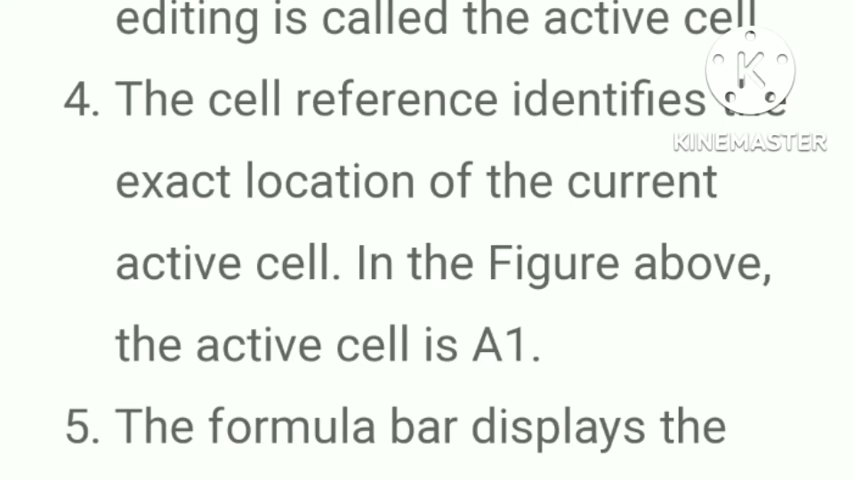 editing is called the active cell
4. The cell reference identifies the
K
KINEMASTER
exact location of the current
active cell. In the Figure above,
the active cell is A1.
5. The formula bar displays the